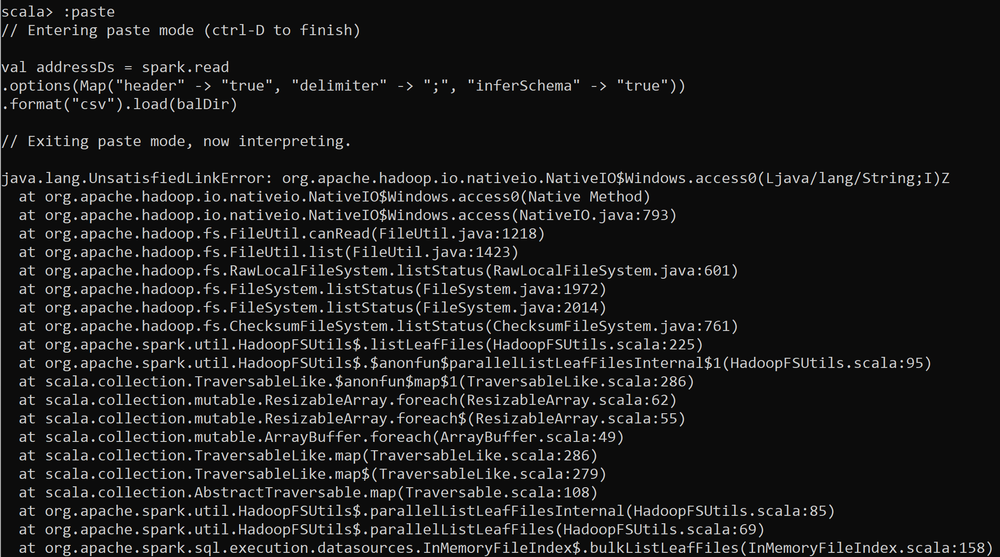 scala> :paste
// Entering paste mode (ctrl-D to finish)
val addressDs = spark.read
.options(Map("header" -> "true", "delimiter" -> ";", "inferSchema" -> "true"))
.format("csv").load(balDir)
// Exiting paste mode, now interpreting.
java.lang.UnsatisfiedLinkError: org.apache.hadoop.io.nativeio.NativeIO$Windows.access0(Ljava/lang/String;I)Z
  at org.apache.hadoop.io.nativeio.NativeIO$Windows.access0(Native Method)
  at org.apache.hadoop.io.nativeio.NativeIO$Windows.access(NativeIO.java:793)
  at org.apache.hadoop.fs.FileUtil.canRead(FileUtil.java:1218)
  at org.apache.hadoop.fs.FileUtil.list(FileUtil.java:1423)
  at org.apache.hadoop.fs.RawLocalFileSystem.listStatus(RawLocalFileSystem.java:601)
  at org.apache.hadoop.fs.FileSystem.listStatus(FileSystem.java:1972)
  at org.apache.hadoop.fs.FileSystem.listStatus(FileSystem.java:2014)
  at org.apache.hadoop.fs.ChecksumFileSystem.listStatus(ChecksumFileSystem.java:761)
  at org.apache.spark.util.HadoopFSUtils$.listLeafFiles(HadoopFSUtils.scala:225)
  at org.apache.spark.util.HadoopFSUtils$.$anonfun$parallelListLeafFilesInternal$1(HadoopFSUtils.scala:95)
  at scala.collection.TraversableLike.$anonfun$map$1(TraversableLike.scala:286)
  at scala.collection.mutable.ResizableArray.foreach(ResizableArray.scala:62)
  at scala.collection.mutable.ResizableArray.foreach$(ResizableArray.scala:55)
  at scala.collection.mutable.ArrayBuffer.foreach(ArrayBuffer.scala:49)
  at scala.collection.TraversableLike.map(TraversableLike.scala:286)
  at scala.collection.TraversableLike.map$(TraversableLike.scala:279)
  at scala.collection.AbstractTraversable.map(Traversable.scala:108)
  at org.apache.spark.util.HadoopFSUtils$.parallelListLeafFilesInternal(HadoopFSUtils.scala:85)
  at org.apache.spark.util.HadoopFSUtils$.parallelListLeafFiles(HadoopFSUtils.scala:69)
  at org.apache.spark.sql.execution.datasources.InMemoryFileIndex$.bulkListLeafFiles(InMemoryFileIndex.scala:158)